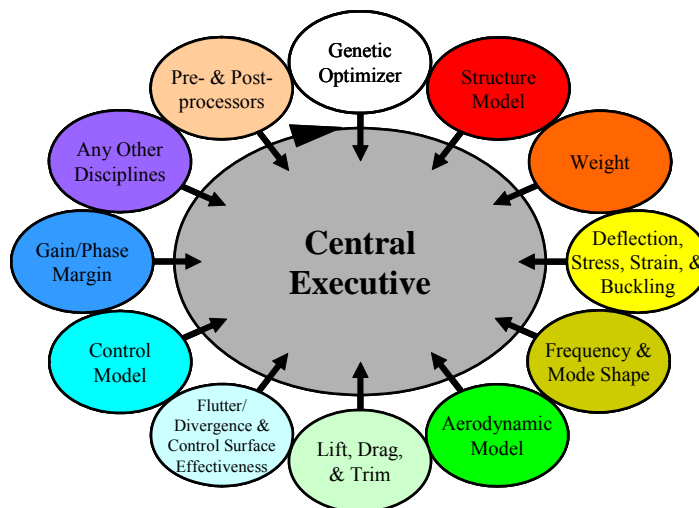 Genetic
Optimizer
Structure
Model
Weight
Deflection,
Stress, Strain, &
Buckling
Frequency &
Mode Shape
Aerodynamic
Model
Lift, Drag,
& Trim
Flutter/
Divergence &
Control Surface
Effectiveness
Control
Model
Gain/Phase
Margin
Any Other
Disciplines
Pre- & Post-
processors
Central
Executive